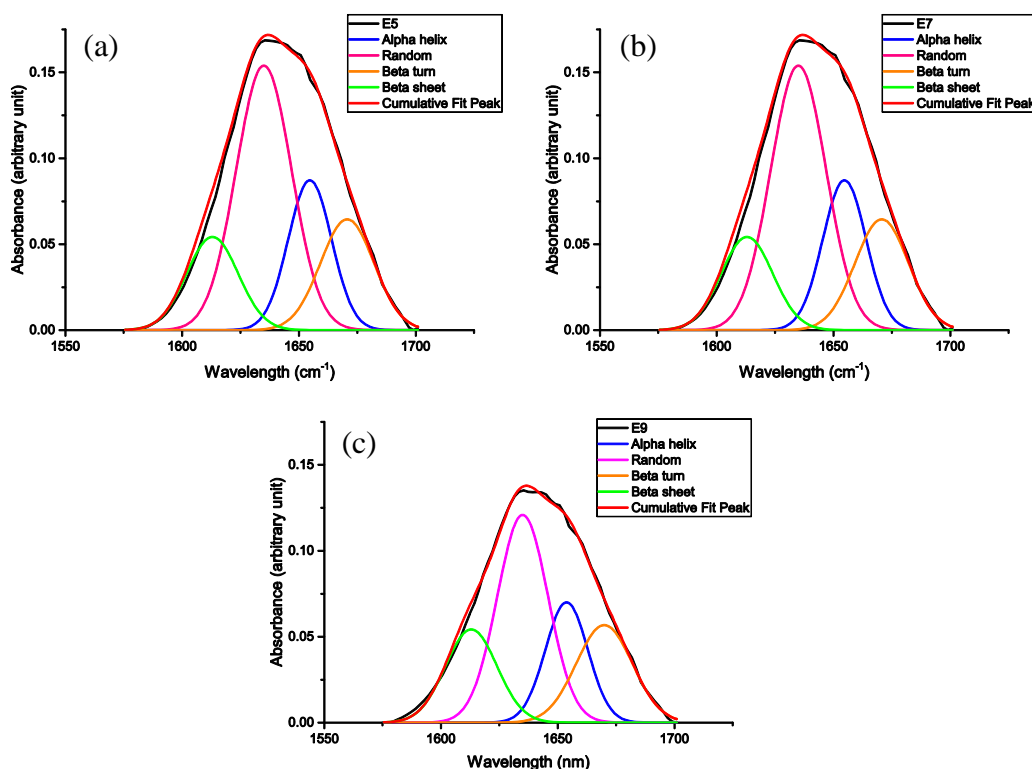 (a)
E5
Alpha helix
Random
Beta turn
Beta sheet
Cumulative Fit Peak
Absorbance (arbitrary unit)
0.15
0.10
0.05
0.00
1550 1600 1650 1700
Wavelength (cm-1)
(b)
E7
Alpha helix
Random
Beta turn
Beta sheet
Cumulative Fit Peak
Absorbance (arbitrary unit)
0.15
0.10
0.05
0.00
1550 1600 1650 1700
Wavelength (cm-1)
(c)
E9
Alpha helix
Random
Beta turn
Beta sheet
Cumulative Fit Peak
Absorbance (arbitrary unit)
0.15
0.10
0.05
0.00
1550 1600 1650 1700
Wavelength (nm)